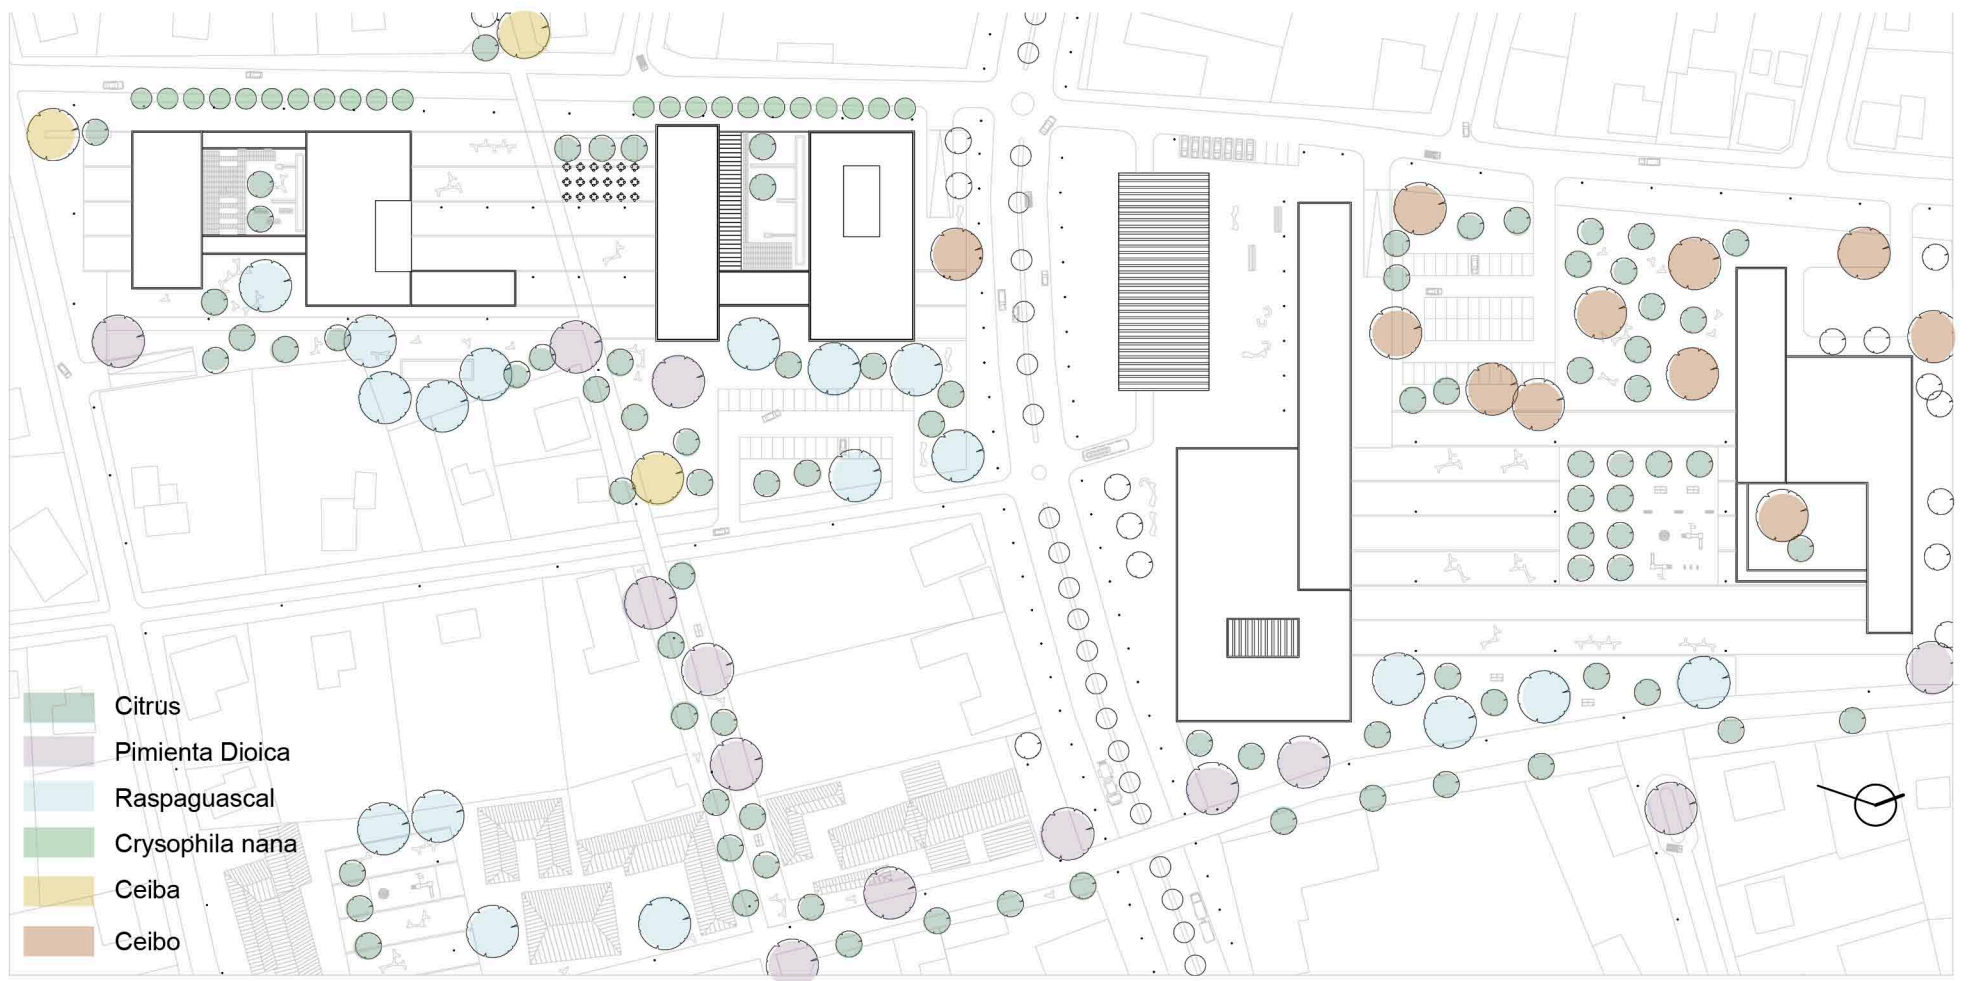 Citrus
Pimienta Dioica
Raspaguascal
Crysophila nana
Ceiba
Ceibo